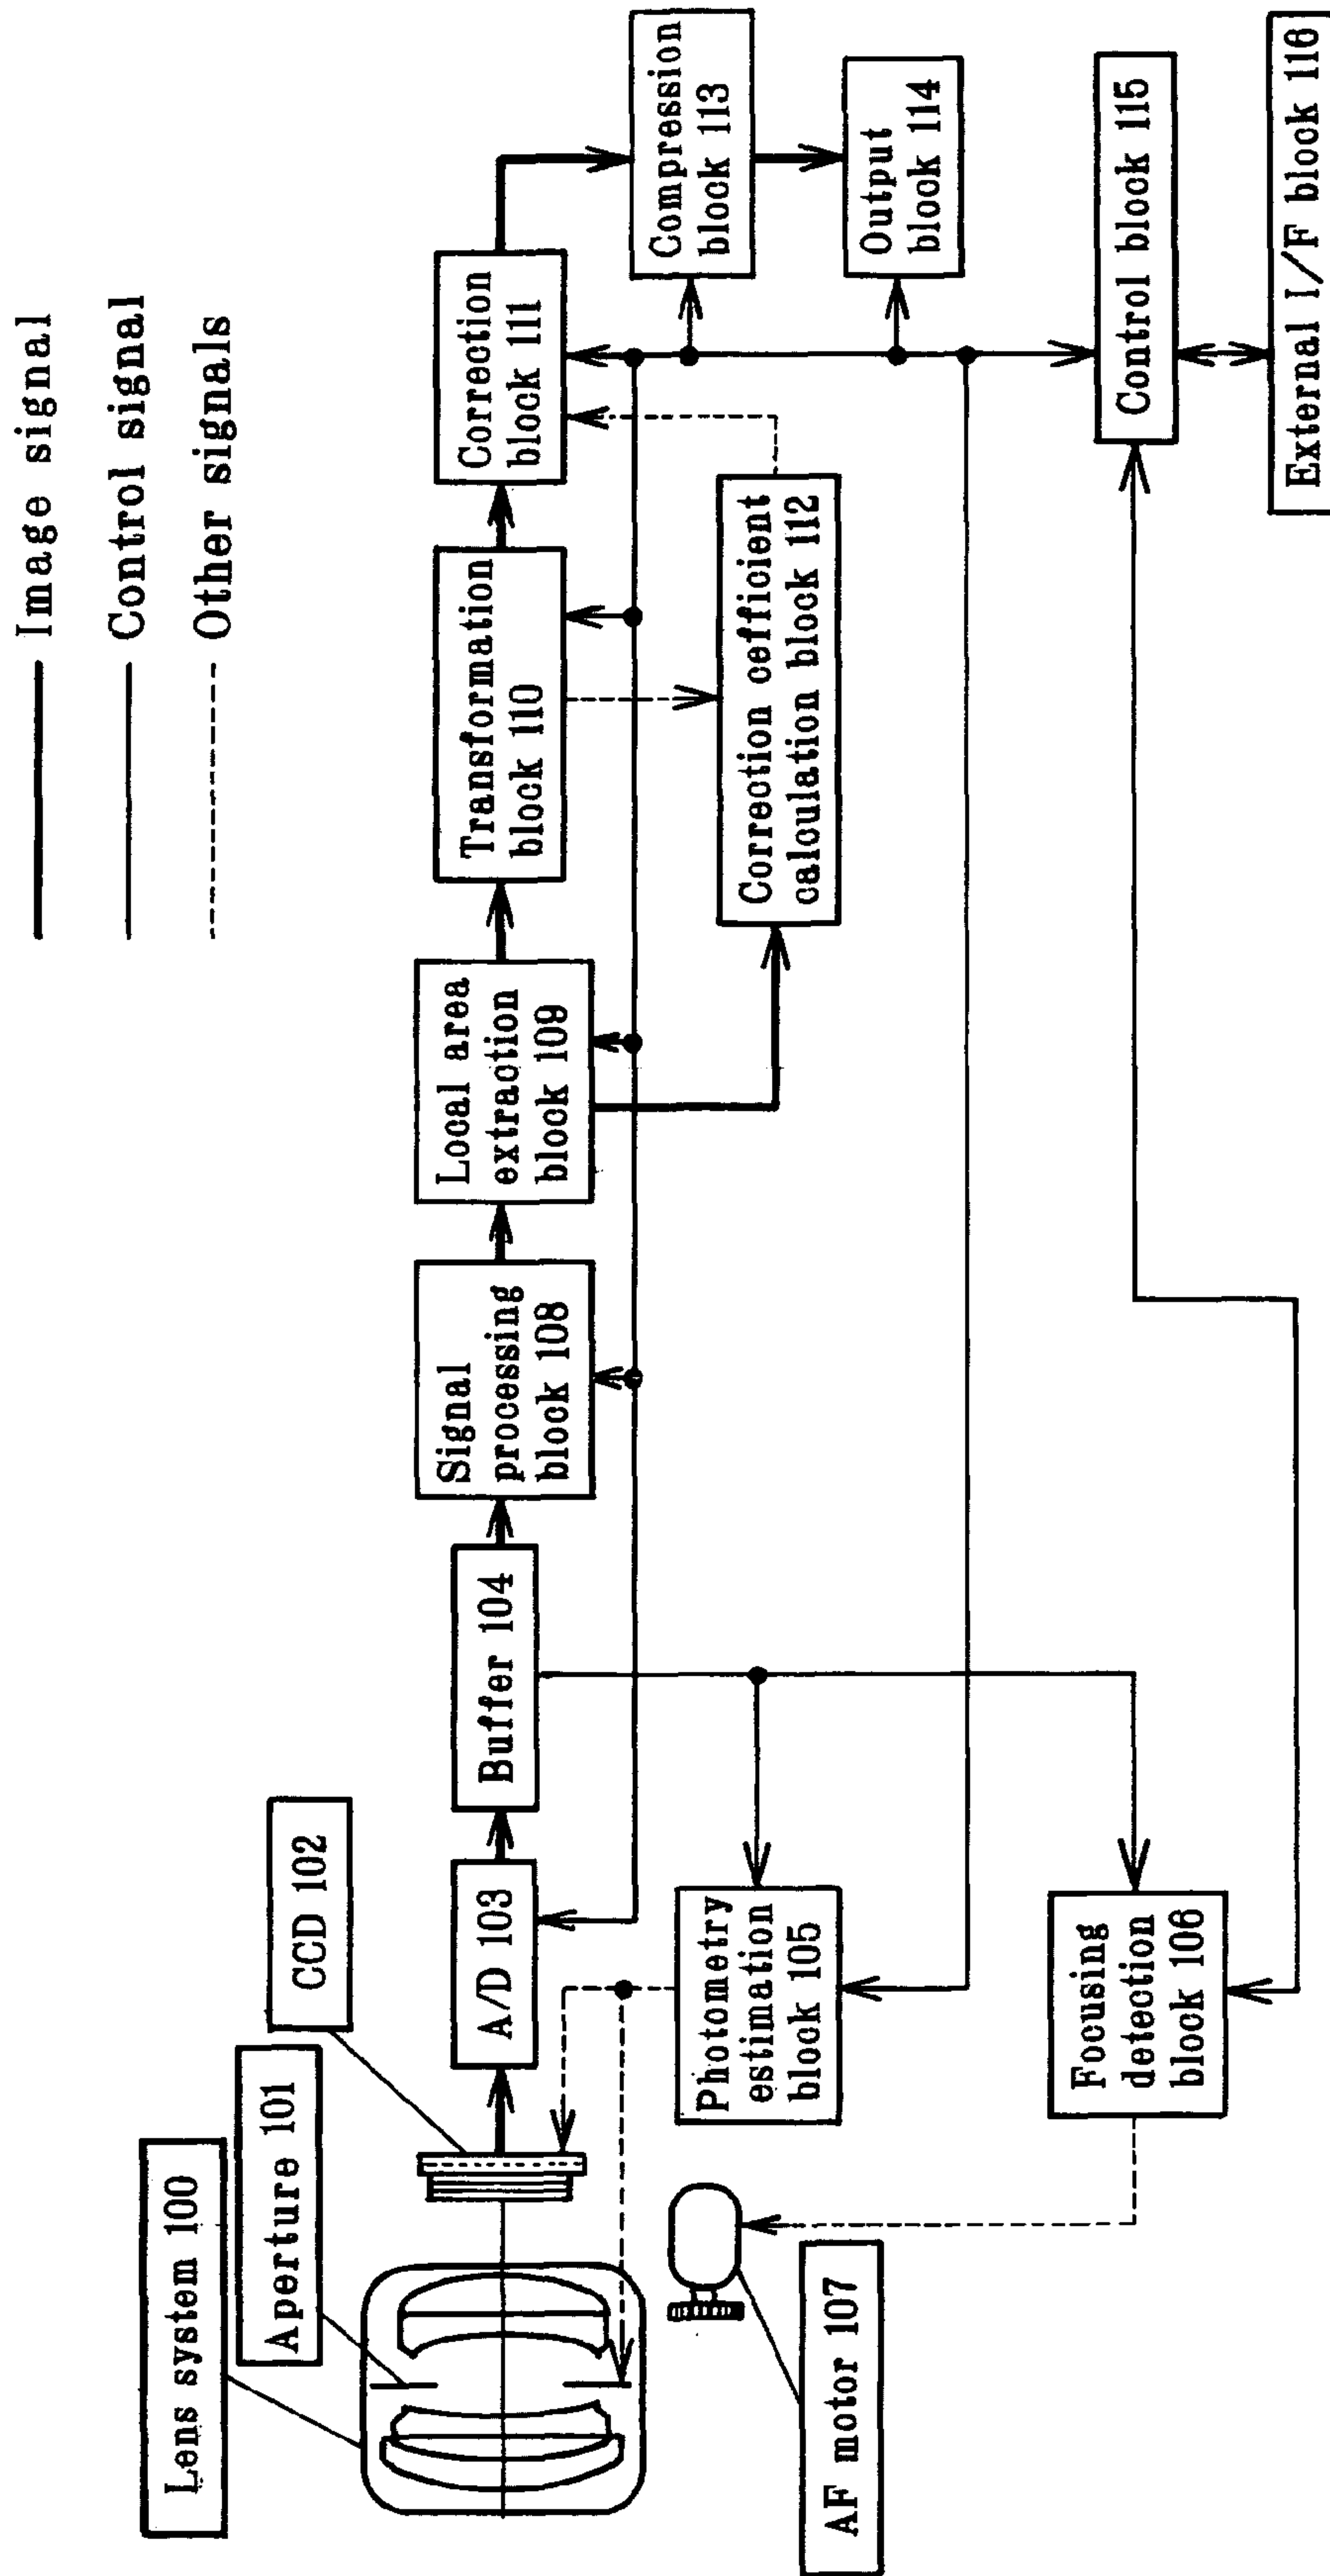 Image signal
Control signal
Other signals
Lens system 100
Aperture 101
CCD 102
A/D 103
Buffer 104
Signal
processing
block 108
Local area
extraction
block 109
Transformation
block 110
Correction
block 111
Compression
block 113
Output
block 114
Correction cefficient
calculation block 112
Photometry
estimation
block 105
Focusing
detection
block 106
AF motor 107
Control block 115
External I/F block 116